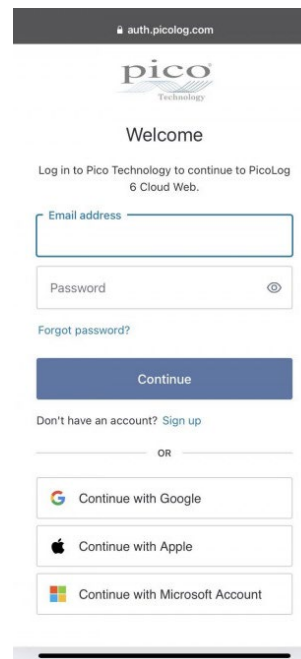 auth.picolog.com
pico
Technology
Welcome
Log in to Pico Technology to continue to PicoLog
6 Cloud Web.
Email address
Password
Forgot password?
Continue
Don't have an account? Sign up
OR
Continue with Google
Continue with Apple
Continue with Microsoft Account